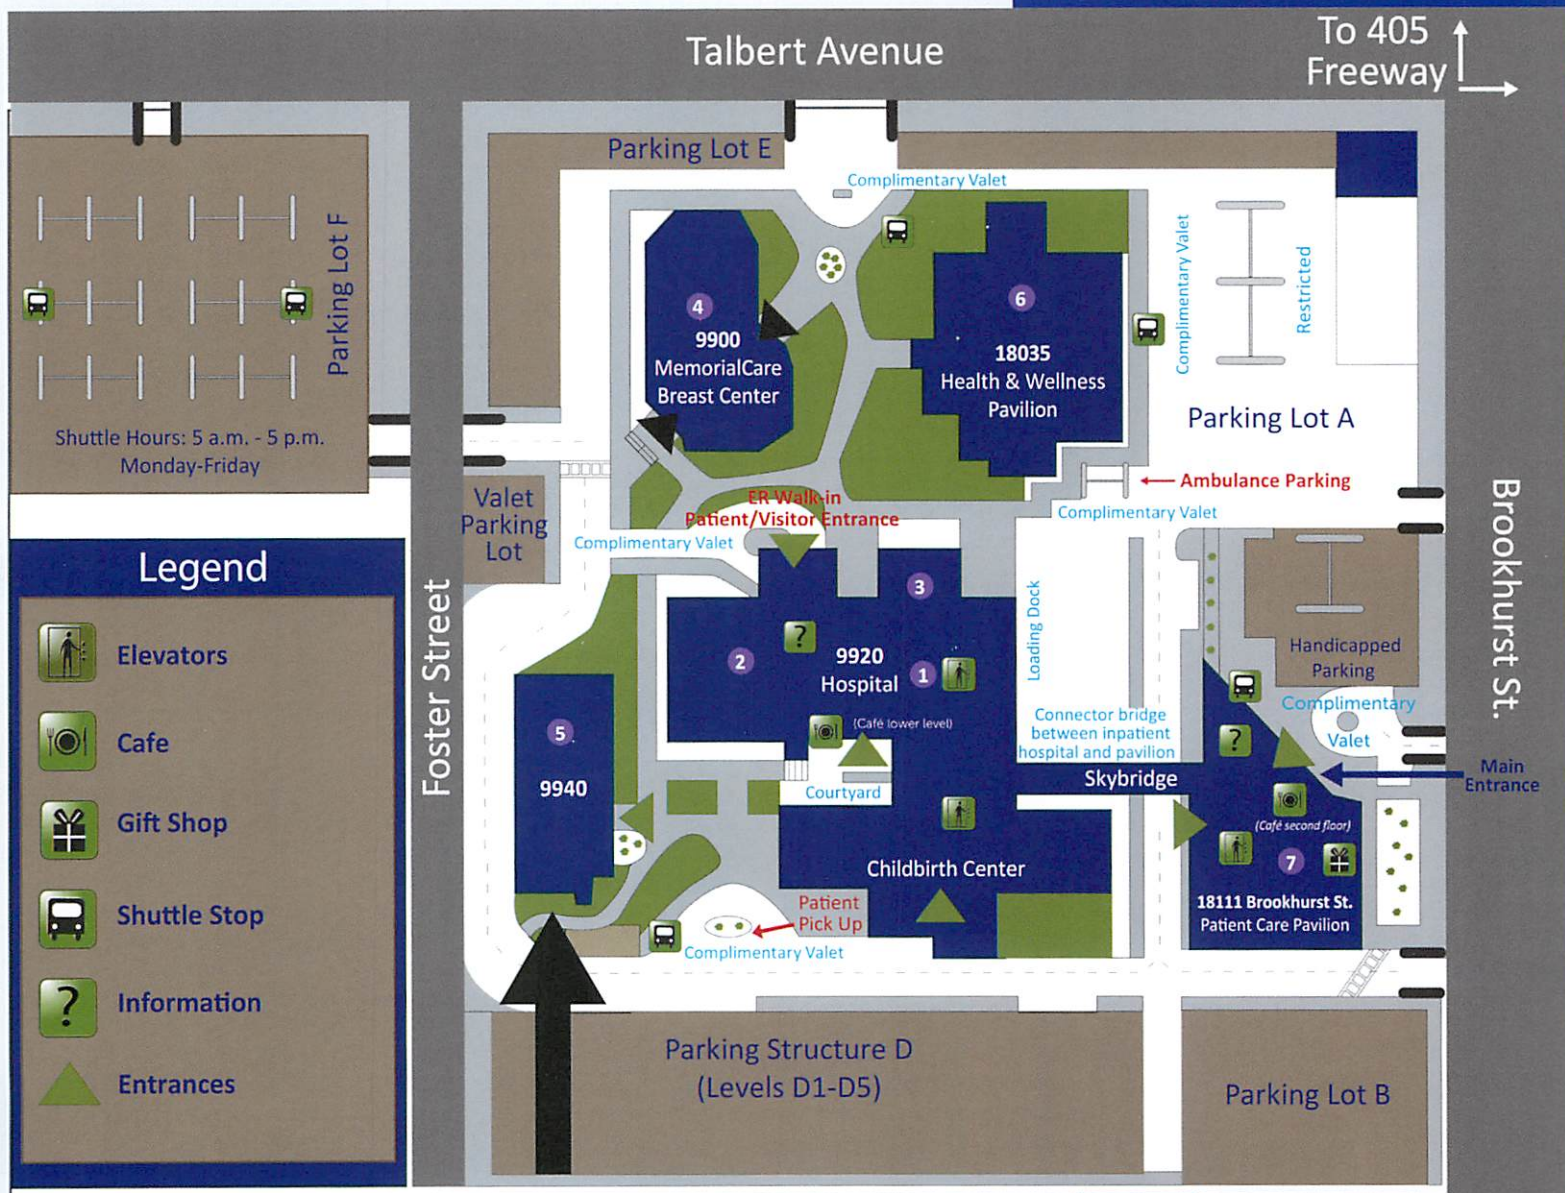 Talbert Avenue
To 405
Freeway
Parking Lot E
Complimentary Valet
Parking Lot F
Shuttle Hours: 5 a.m. - 5 p.m.
Monday-Friday
4
9900
MemorialCare
Breast Center
6
18035
Health & Wellness
Pavilion
Complimentary Valet
Restricted
Parking Lot A
Ambulance Parking
Complimentary Valet
Valet
Parking
Lot
ER Walk-in
Patient/Visitor Entrance
Complimentary Valet
Brookhurst St.
Foster Street
Legend
Elevators
Cafe
Gift Shop
Shuttle Stop
?
Information
Entrances
3
?
2
9920
Hospital
1
(Café lower level)
Courtyard
Loading Dock
Handicapped
Parking
Complimentary
Valet
Connector bridge
between inpatient
hospital and pavilion
Skybridge
?
Main
Entrance
(Café second floor)
7
18111 Brookhurst St.
Patient Care Pavilion
5
9940
Childbirth Center
Patient
Pick Up
Complimentary Valet
Parking Structure D
(Levels D1-D5)
Parking Lot B